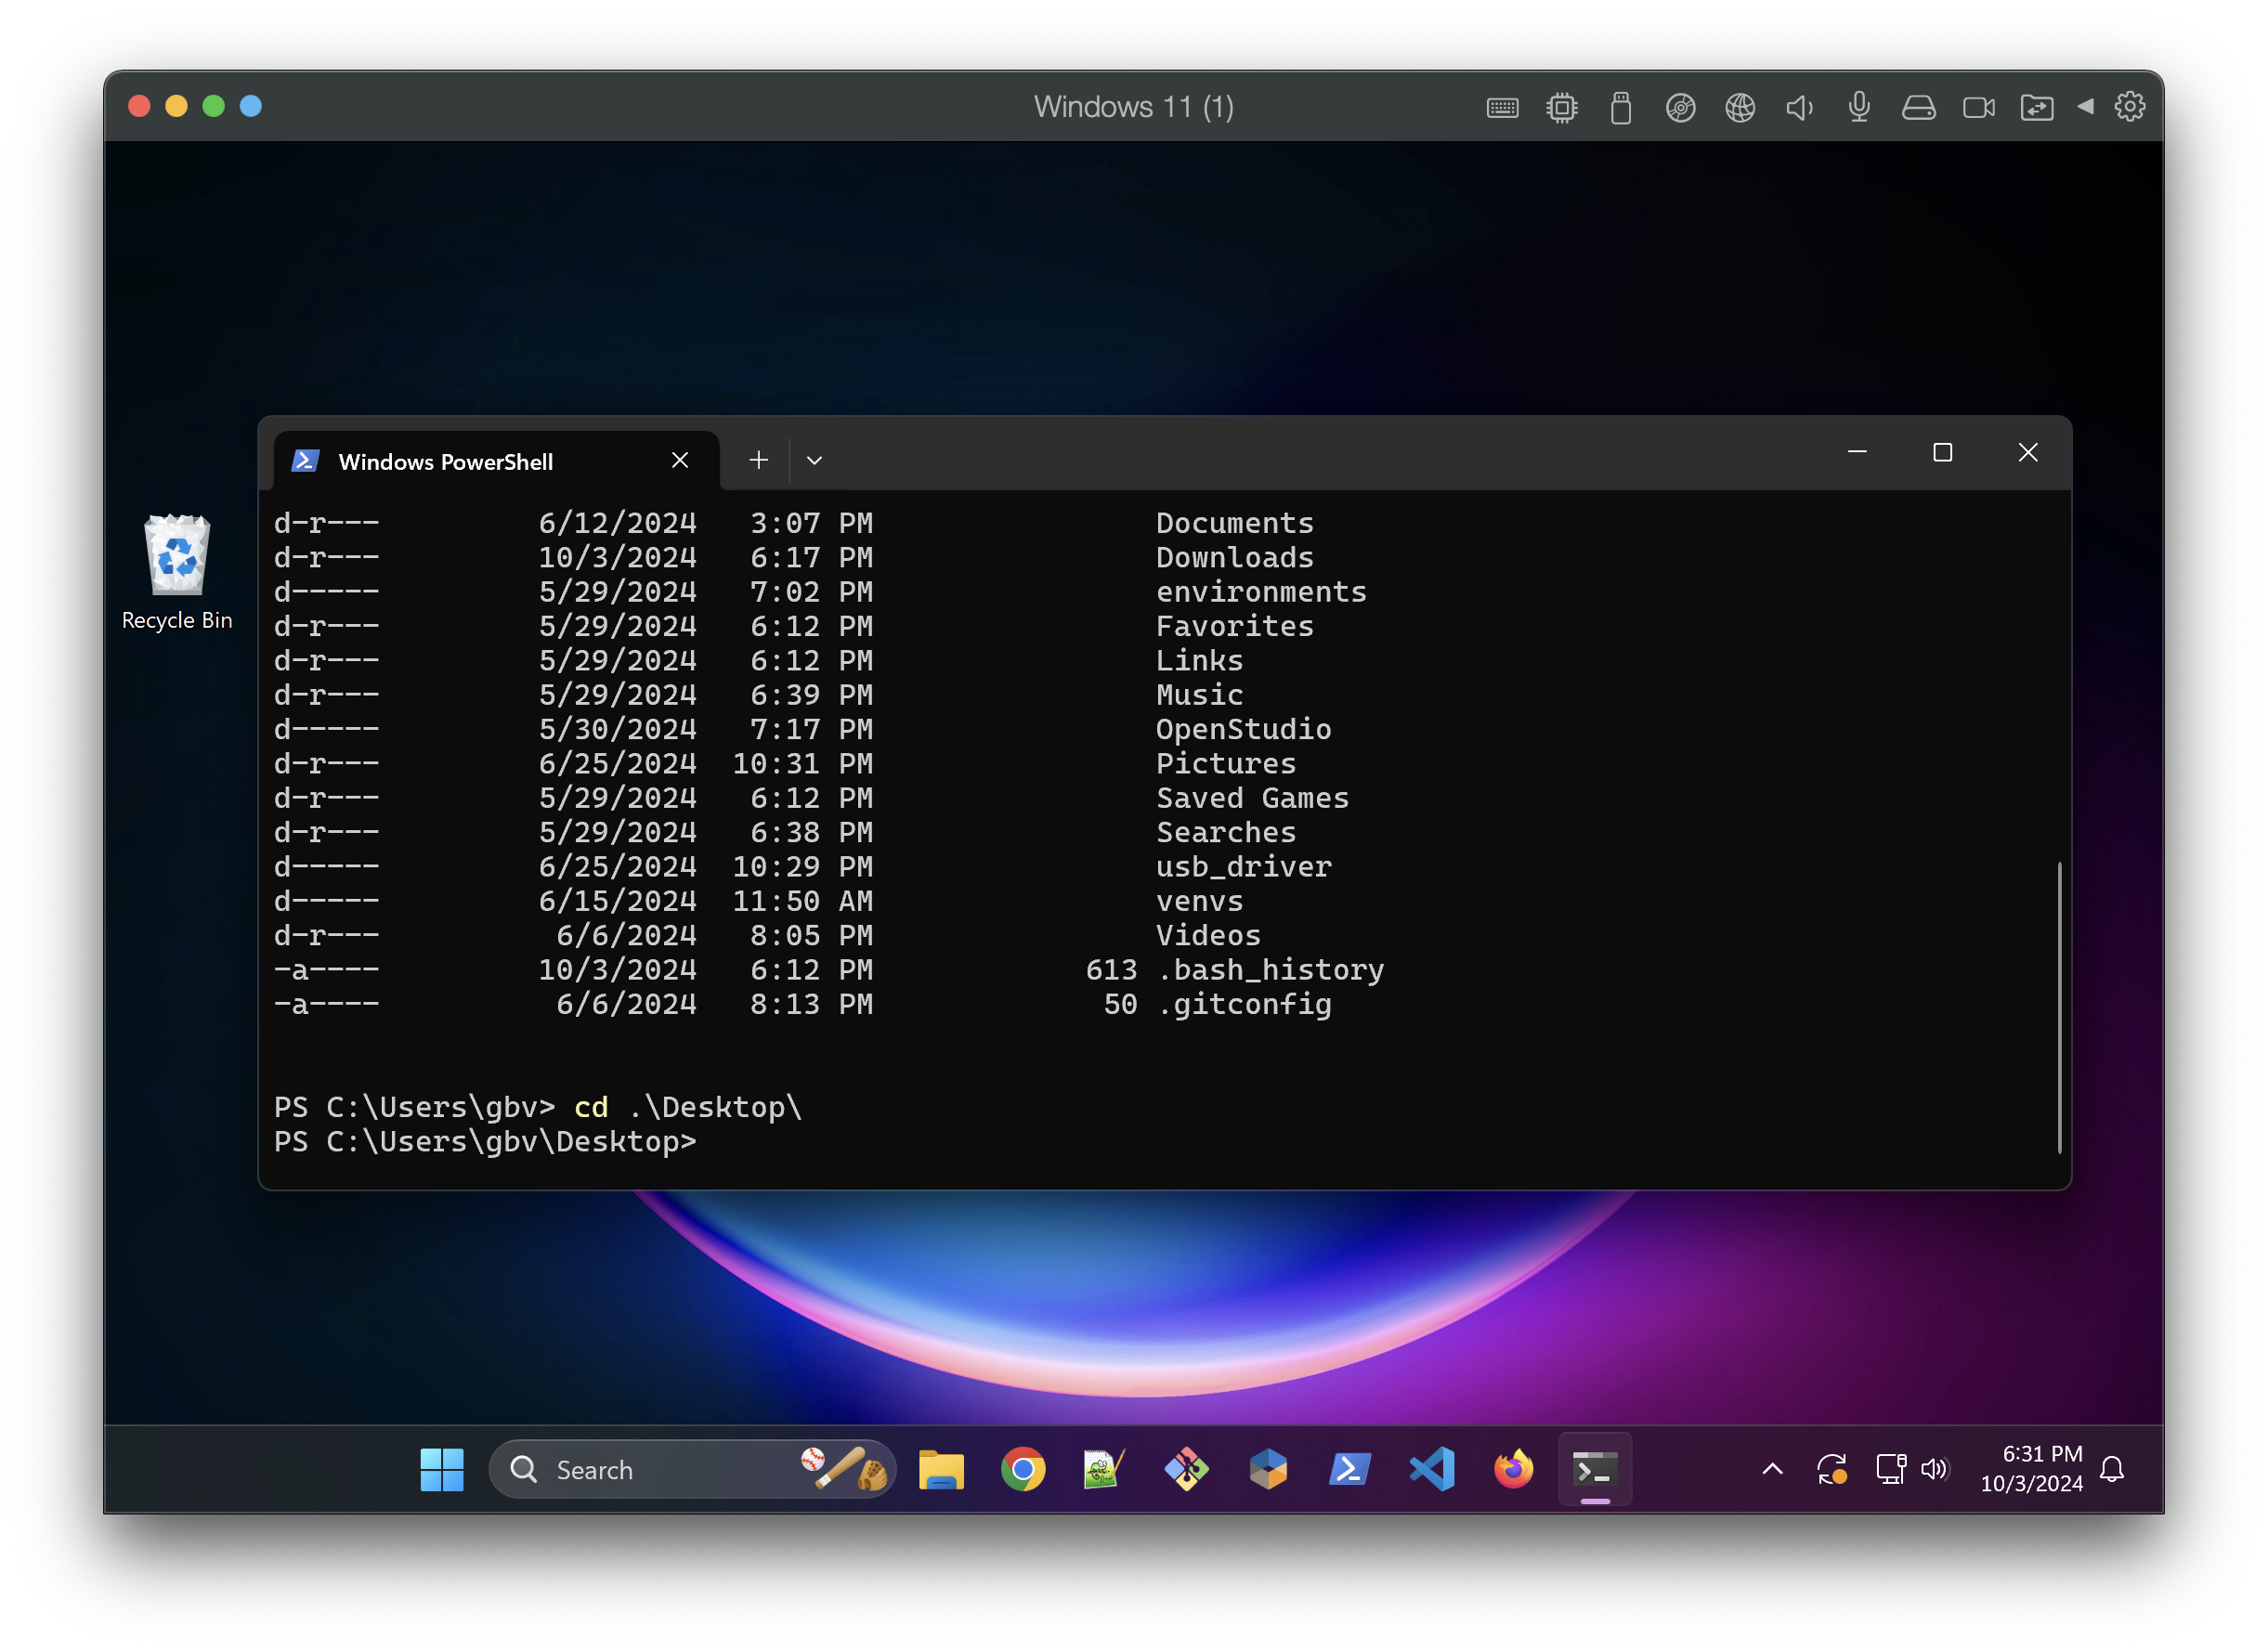 Windows 11 (1)
Windows PowerShell
d-r--- 6/12/2024 3:07 PM Documents
d-r--- 10/3/2024 6:17 PM Downloads
d----- 5/29/2024 7:02 PM environments
d-r--- 5/29/2024 6:12 PM Favorites
d-r--- 5/29/2024 6:12 PM Links
d-r--- 5/29/2024 6:39 PM Music
d----- 5/30/2024 7:17 PM OpenStudio
d-r--- 6/25/2024 10:31 PM Pictures
d-r--- 5/29/2024 6:12 PM Saved Games
d-r--- 5/29/2024 6:38 PM Searches
d----- 6/25/2024 10:29 PM usb_driver
d----- 6/15/2024 11:50 AM venvs
d-r--- 6/6/2024 8:05 PM Videos
-a---- 10/3/2024 6:12 PM 613 .bash_history
-a---- 6/6/2024 8:13 PM 50 .gitconfig
PS C:\Users\gbv> cd .\Desktop\
PS C:\Users\gbv\Desktop>
Recycle Bin
Search
6:31 PM
10/3/2024